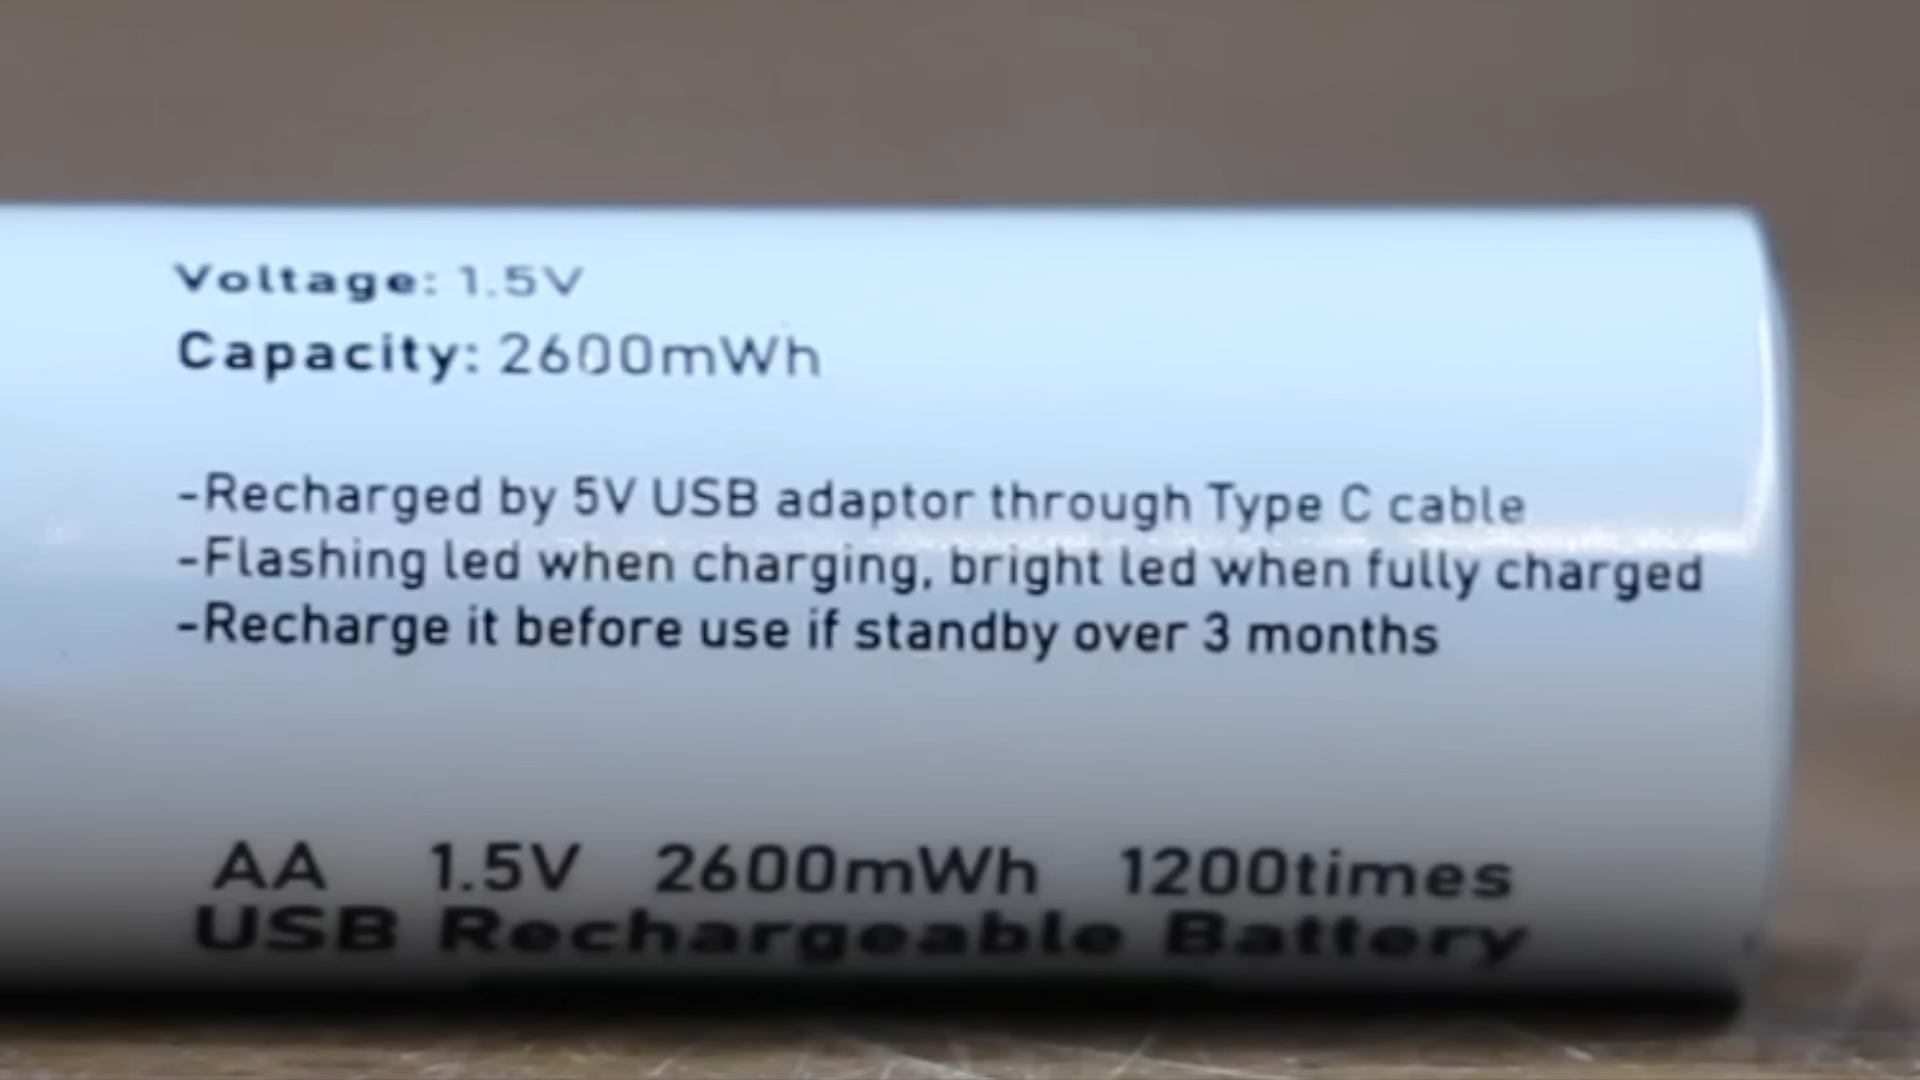 Voltage: 1.5V
Capacity: 2600mWh
-Recharged by 5V USB adaptor through Type C cable
-Flashing led when charging, bright led when fully charged
-Recharge it before use if standby over 3 months
AA 1.5V 2600mWh 1200times
USB Rechargeable Battery